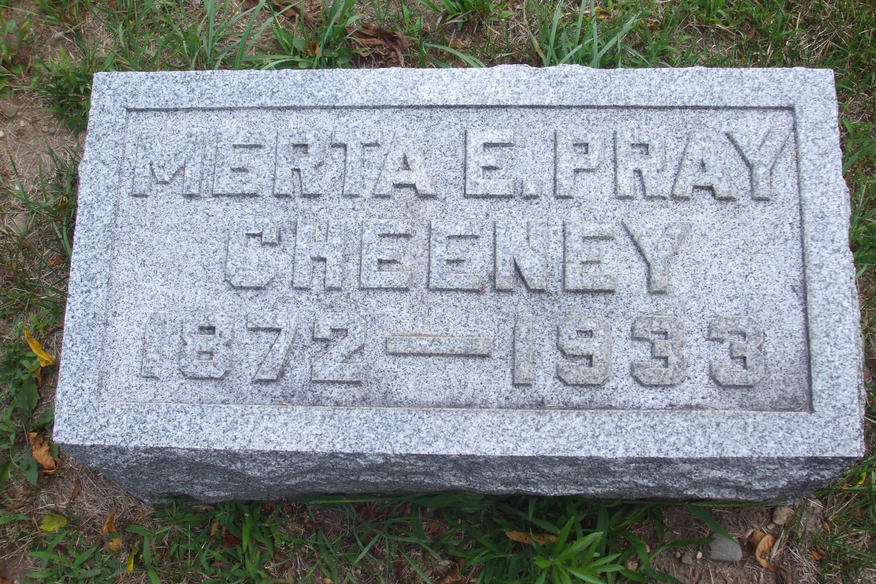 MERTA E. PRAY
CHEENEY
1872 — 1933